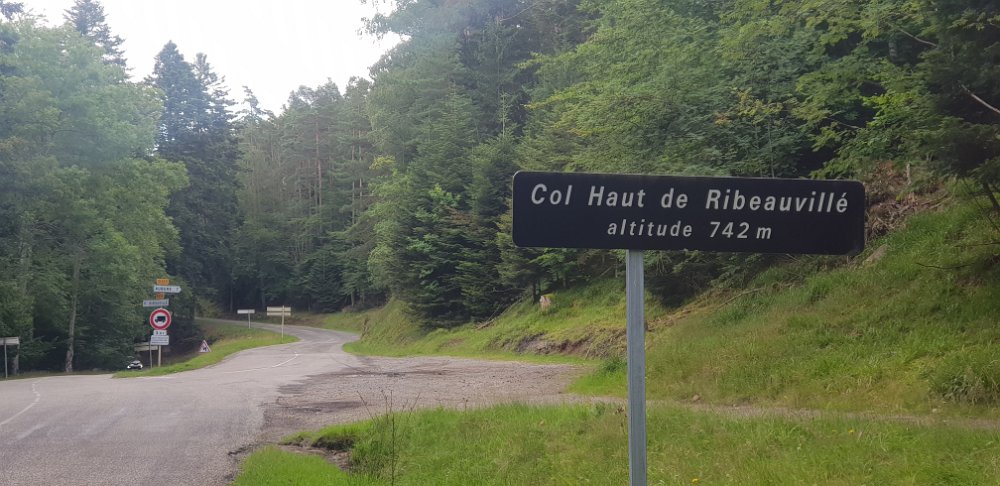 Col Haut de Ribeauvillé
altitude 742 m